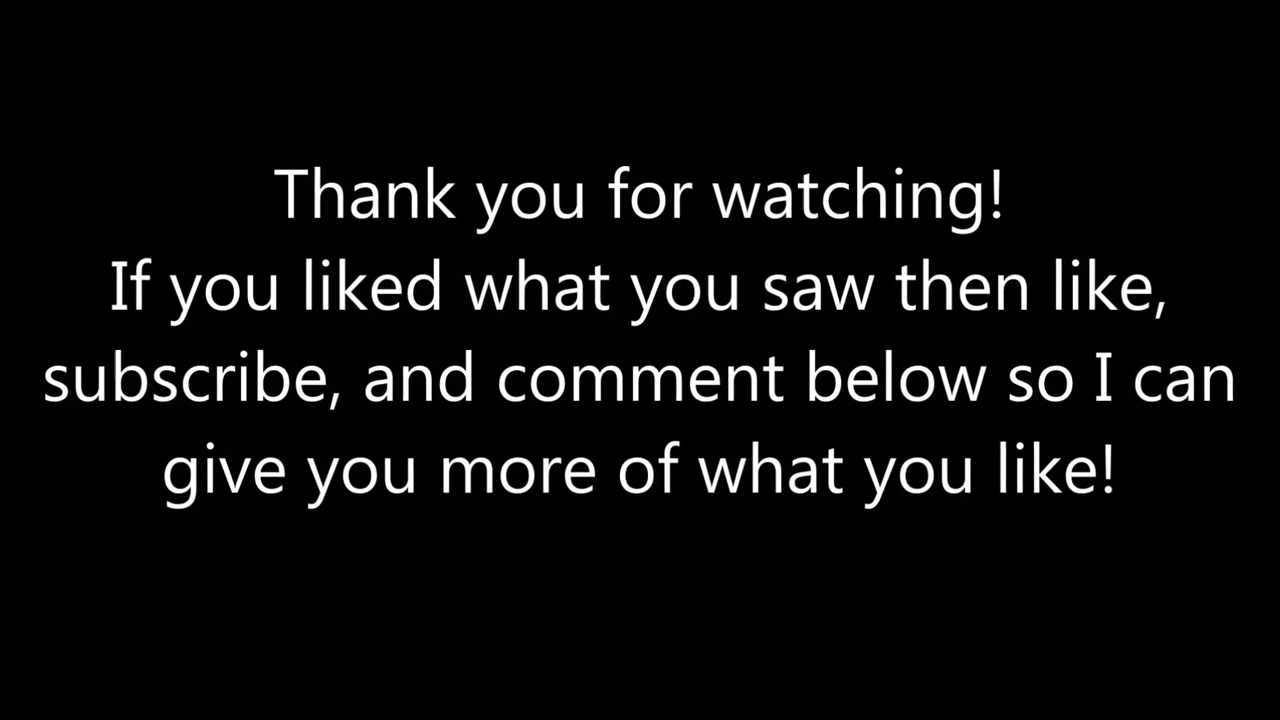 Thank you for watching!
If you liked what you saw then like,
subscribe, and comment below so I can
give you more of what you like!